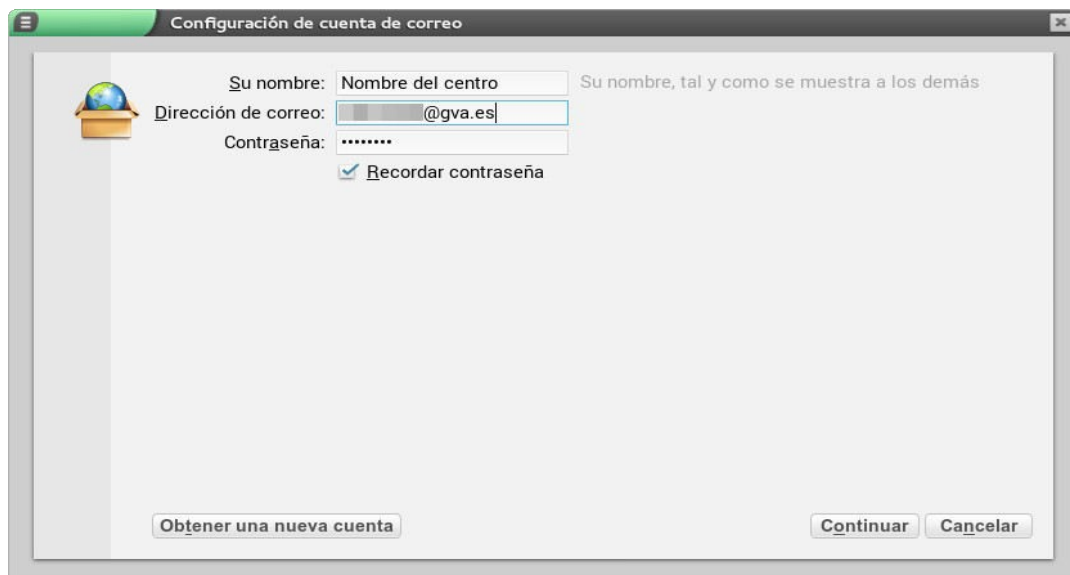 Configuración de cuenta de correo
Su nombre: Nombre del centro Su nombre, tal y como se muestra a los demás
Dirección de correo: @gva.es
Contraseña: ••••••••
Recordar contraseña
Obtener una nueva cuenta Continuar Cancelar